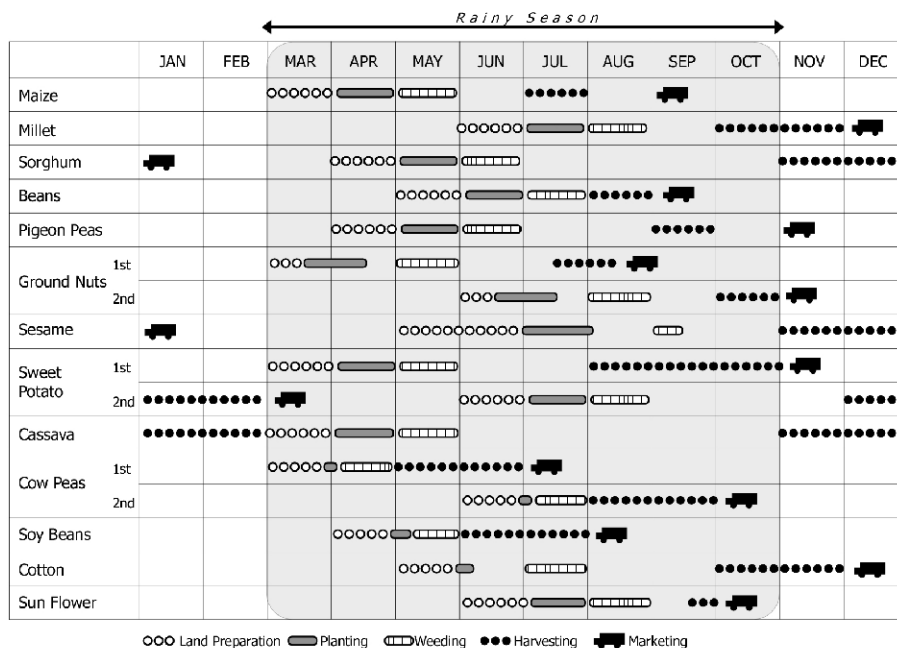 Rainy Season
JAN FEB MAR APR MAY JUN JUL AUG SEP OCT NOV DEC
Maize
Millet
Sorghum
Beans
Pigeon Peas
Ground Nuts
1st
2nd
Sesame
Sweet
Potato
1st
2nd
Cassava
Cow Peas
1st
2nd
Soy Beans
Cotton
Sun Flower
Land Preparation Planting Weeding Harvesting Marketing